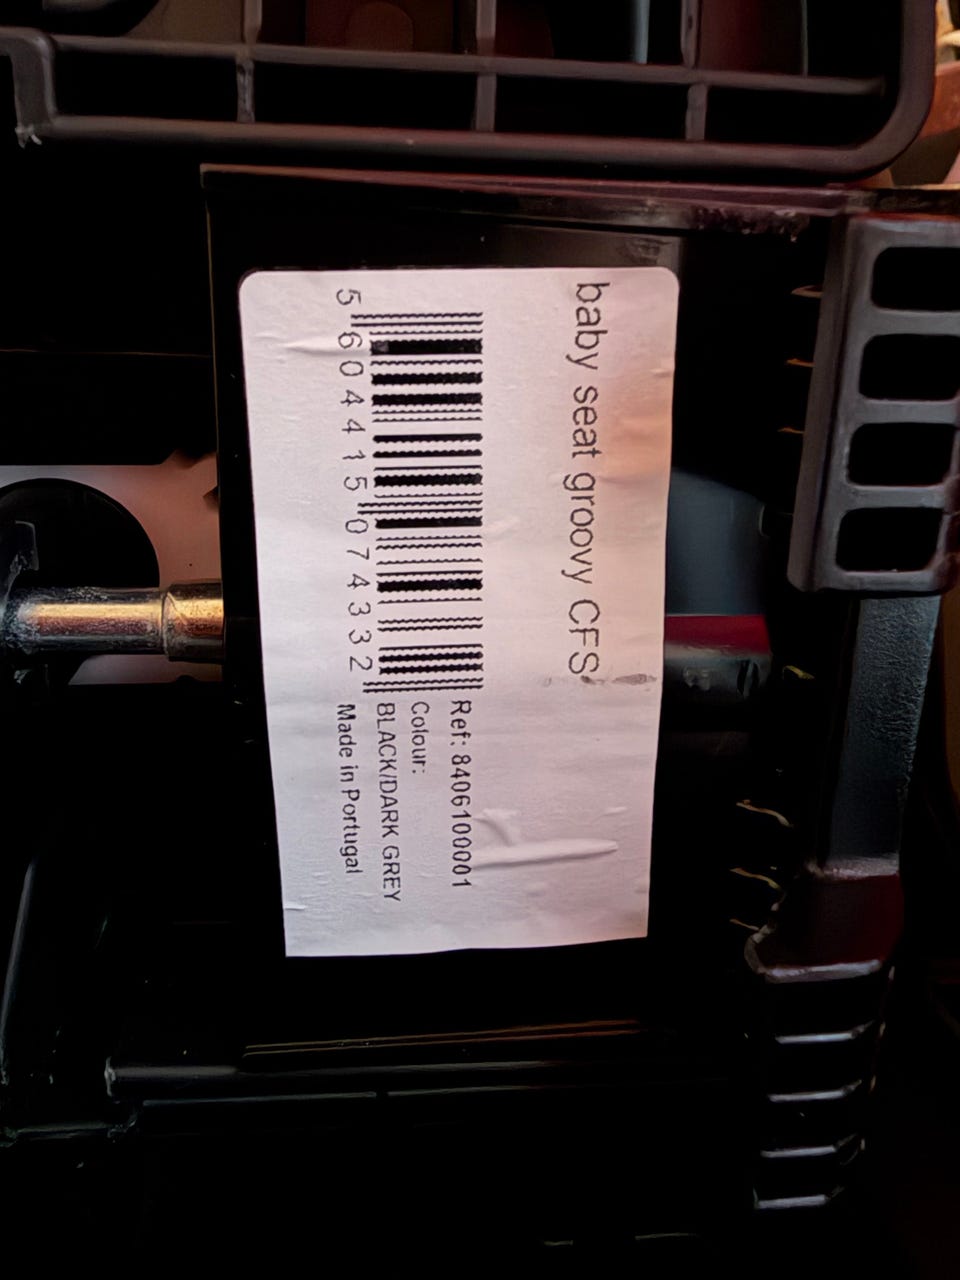 baby seat groovy CFS
5 604415 074332
Ref: 8406100001
Colour:
BLACK/DARK GREY
Made in Portugal